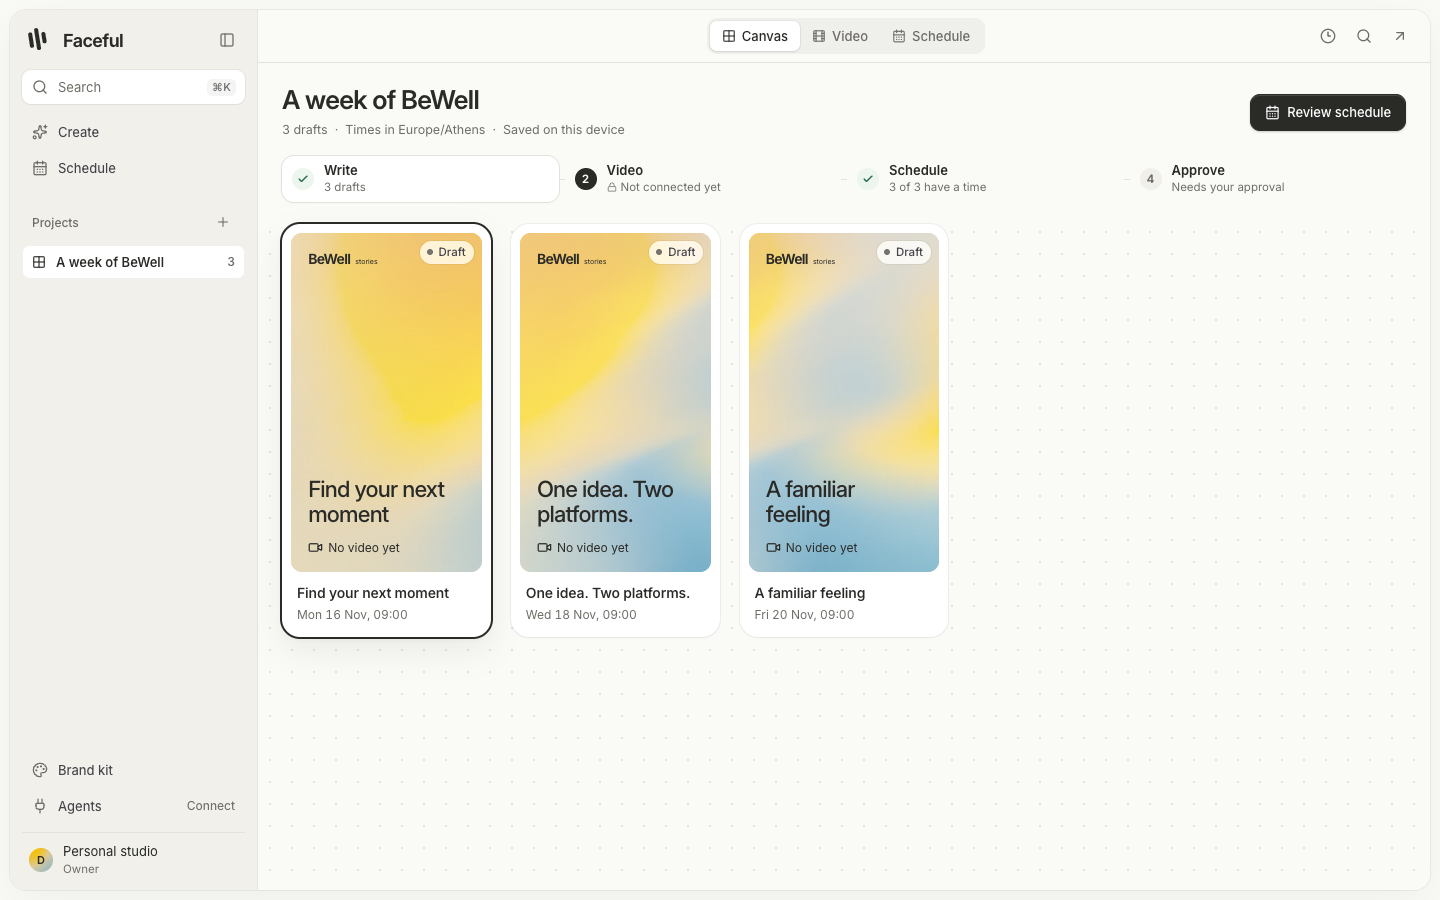 Faceful
Search ⌘K
Create
Schedule
Projects
A week of BeWell 3
Brand kit
Agents Connect
D
Personal studio
Owner
Canvas Video Schedule
A week of BeWell
3 drafts · Times in Europe/Athens · Saved on this device
Review schedule
Write
3 drafts
2 Video
Not connected yet
Schedule
3 of 3 have a time
4 Approve
Needs your approval
BeWell stories
Draft
Find your next
moment
No video yet
Find your next moment
Mon 16 Nov, 09:00
BeWell stories
Draft
One idea. Two
platforms.
No video yet
One idea. Two platforms.
Wed 18 Nov, 09:00
BeWell stories
Draft
A familiar
feeling
No video yet
A familiar feeling
Fri 20 Nov, 09:00